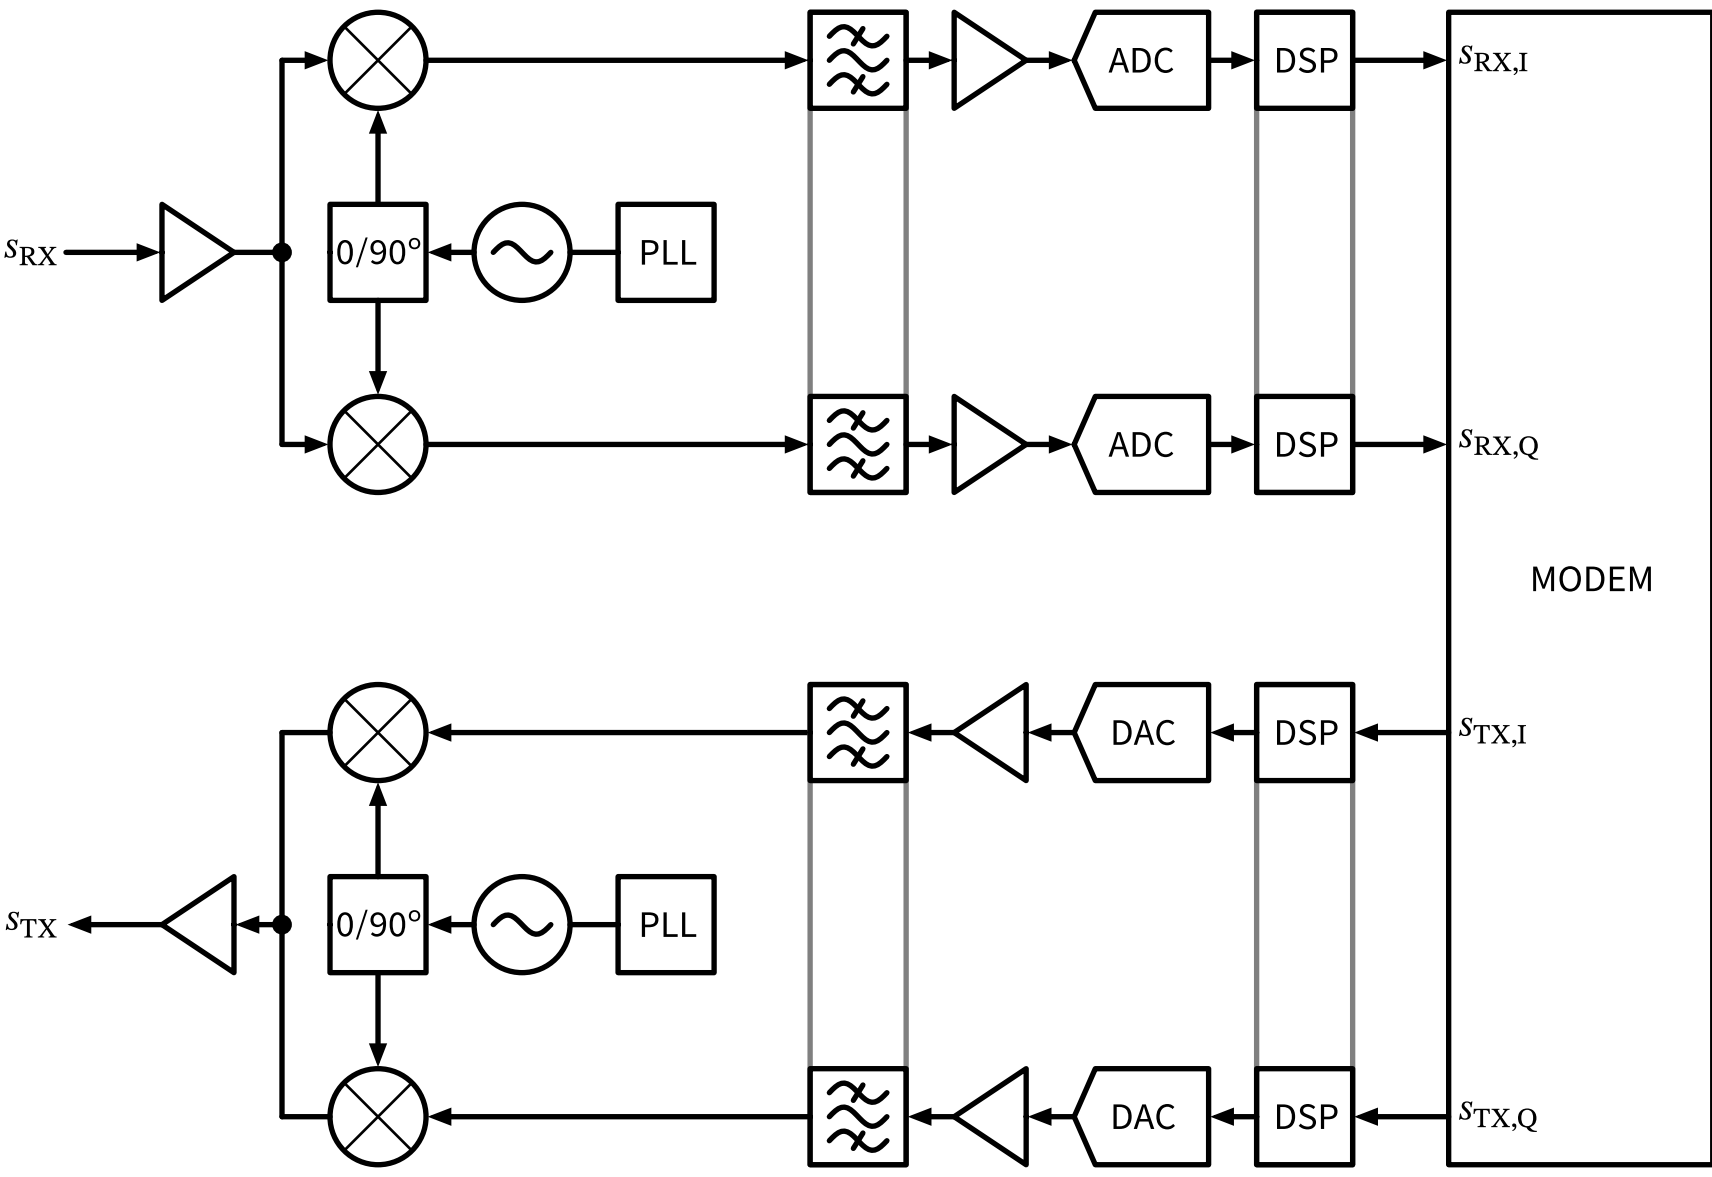 ADC DSP s_RX,I
s_RX 0/90° PLL
ADC DSP s_RX,Q
MODEM
DAC DSP s_TX,I
s_TX 0/90° PLL
DAC DSP s_TX,Q